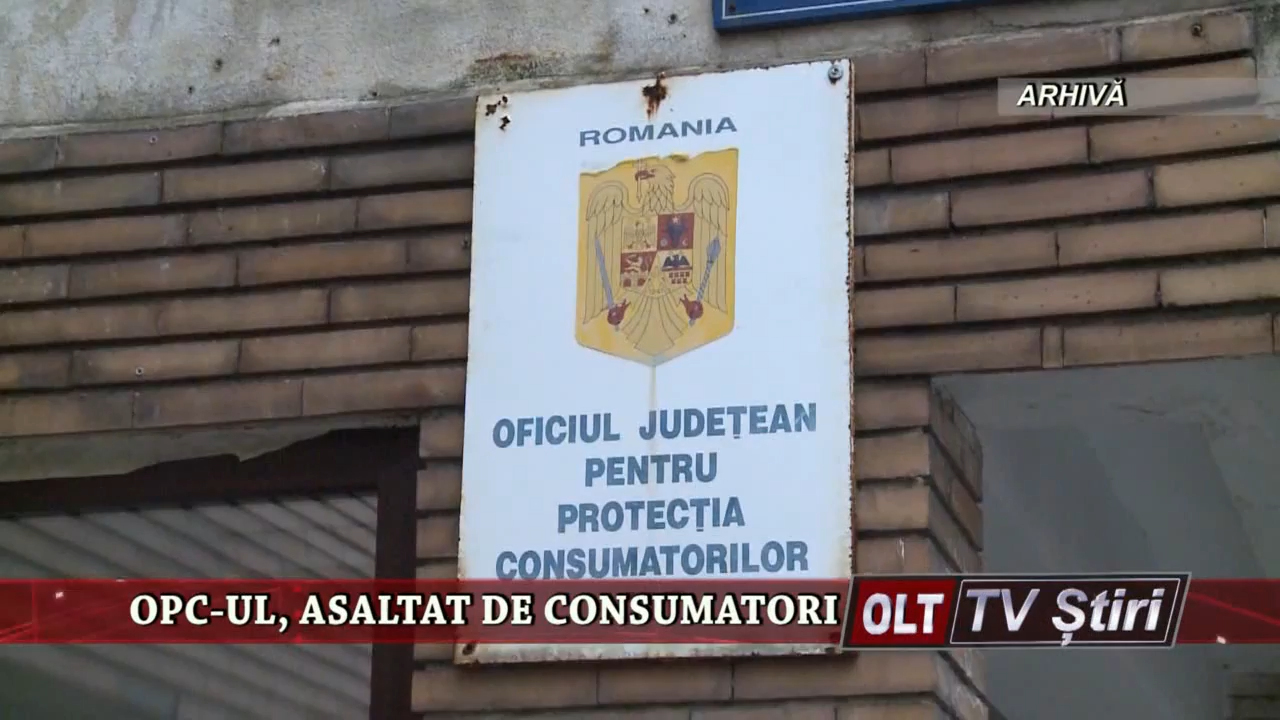 ARHIVĂ
ROMANIA
OFICIUL JUDEȚEAN
PENTRU
PROTECȚIA
CONSUMATORILOR
OPC-UL, ASALTAT DE CONSUMATORI
OLT TV Știri